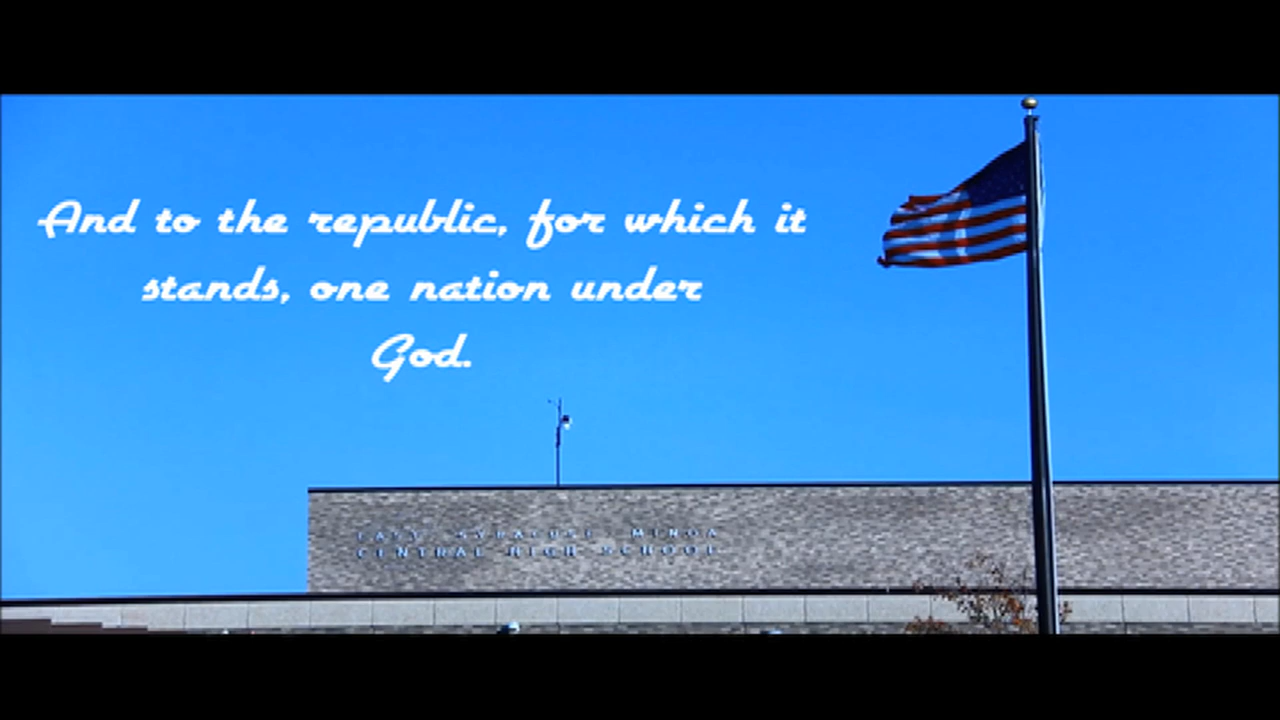 And to the republic, for which it
stands, one nation under
God.
EAST SYRACUSE MINOA
CENTRAL HIGH SCHOOL